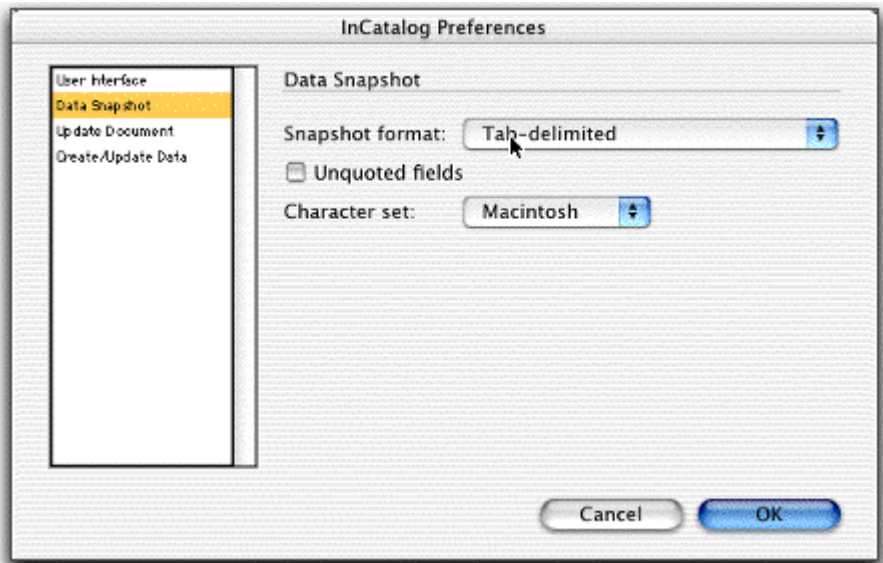 InCatalog Preferences
User Interface
Data Snapshot
Update Document
Create/Update Data
Data Snapshot
Snapshot format: Tab-delimited
Unquoted fields
Character set: Macintosh
Cancel OK